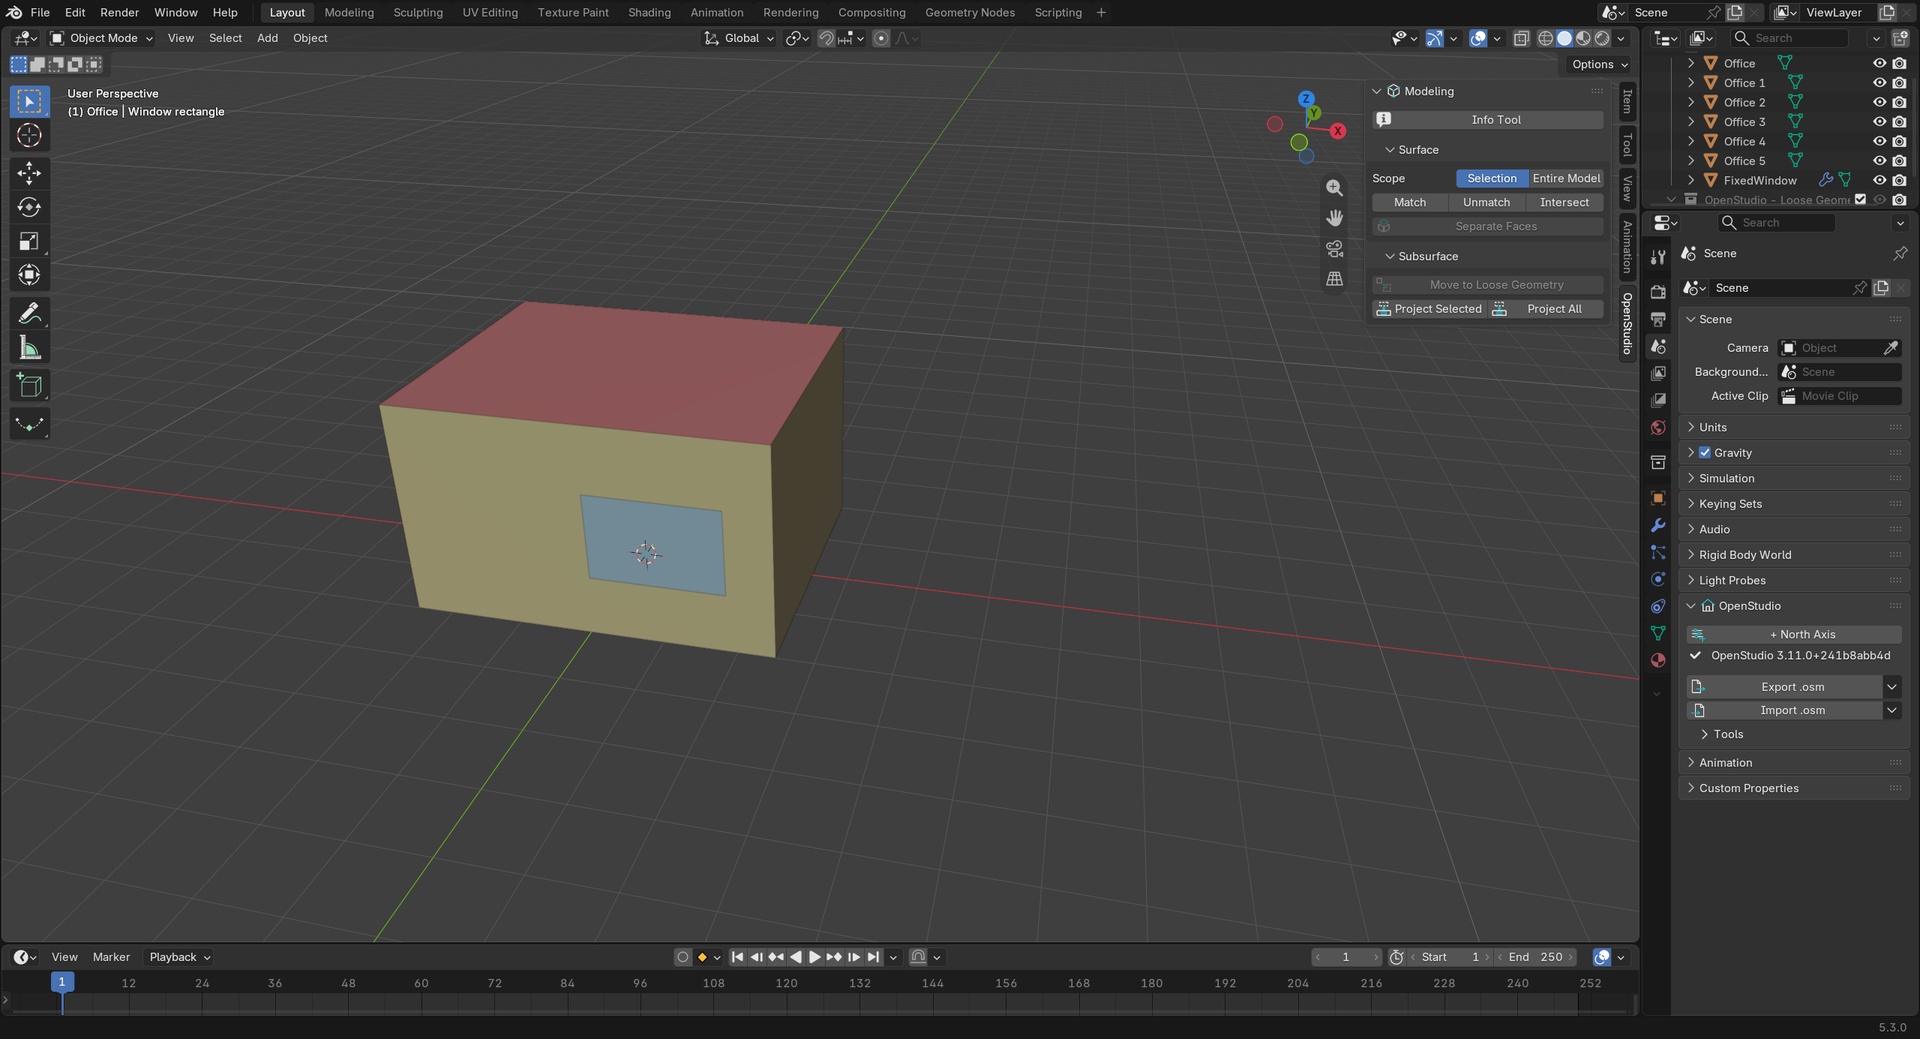 File Edit Render Window Help Layout Modeling Sculpting UV Editing Texture Paint Shading Animation Rendering Compositing Geometry Nodes Scripting + Scene ViewLayer
Object Mode View Select Add Object Global Search
Options
User Perspective
(1) Office | Window rectangle
Z
Y
X
Modeling
Info Tool
Surface
Scope Selection Entire Model
Match Unmatch Intersect
Separate Faces
Subsurface
Move to Loose Geometry
Project Selected Project All
Item
Tool
View
Animation
OpenStudio
Office
Office 1
Office 2
Office 3
Office 4
Office 5
FixedWindow
OpenStudio - Loose Geome
Search
Scene
Scene
Scene
Camera Object
Background... Scene
Active Clip Movie Clip
Units
Gravity
Simulation
Keying Sets
Audio
Rigid Body World
Light Probes
OpenStudio
+ North Axis
OpenStudio 3.11.0+241b8abb4d
Export .osm
Import .osm
Tools
Animation
Custom Properties
View Marker Playback 1 Start 1 End 250
1 12 24 36 48 60 72 84 96 108 120 132 144 156 168 180 192 204 216 228 240 252
5.3.0